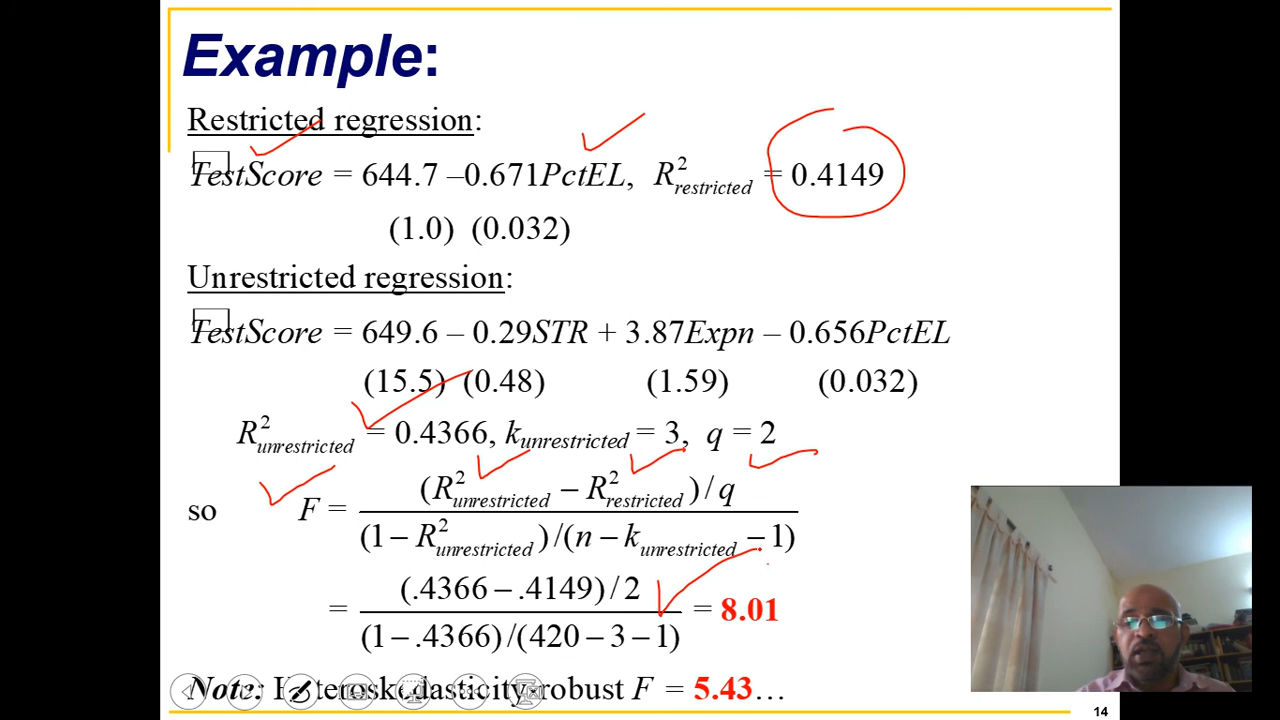 Example:
Restricted regression:
TestScore = 644.7 –0.671PctEL, R²restricted = 0.4149
(1.0) (0.032)
Unrestricted regression:
TestScore = 649.6 – 0.29STR + 3.87Expn – 0.656PctEL
(15.5) (0.48) (1.59) (0.032)
R²unrestricted = 0.4366, kunrestricted = 3, q = 2
so F = (R²unrestricted – R²restricted) / q
(1 – R²unrestricted) / (n – kunrestricted – 1)
= (.4366 – .4149) / 2
(1 – .4366) / (420 – 3 – 1)
= 8.01
Note: Heteroskedasticity-robust F = 5.43…
14